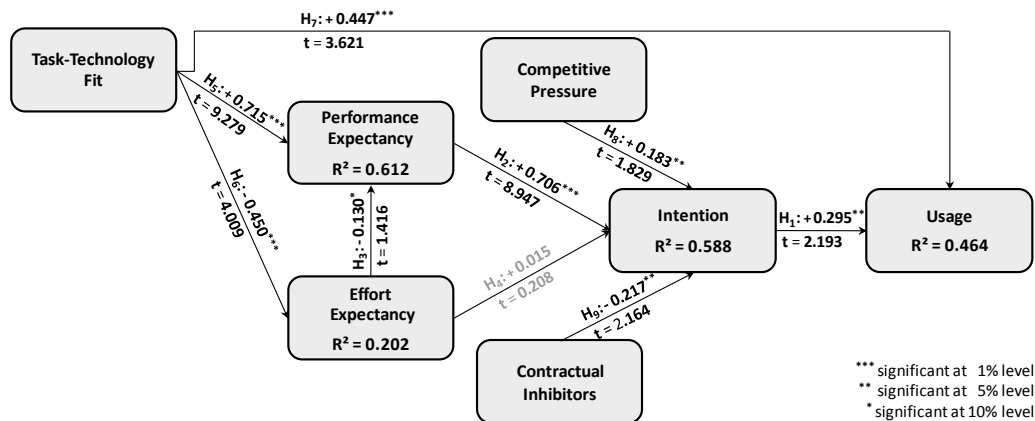 H₇: + 0.447***
t = 3.621
Task-Technology
Fit
Competitive
Pressure
H₅: + 0.715***
t = 9.279
Performance
Expectancy
R² = 0.612
H₈: + 0.183**
t = 1.829
H₂: + 0.706***
t = 8.947
H₆: - 0.450***
t = 4.009
H₃: - 0.130*
t = 1.416
Intention
R² = 0.588
H₁: + 0.295**
t = 2.193
Usage
R² = 0.464
H₄: + 0.015
t = 0.208
Effort
Expectancy
R² = 0.202
H₉: - 0.217**
t = 2.164
Contractual
Inhibitors
*** significant at 1% level
** significant at 5% level
* significant at 10% level